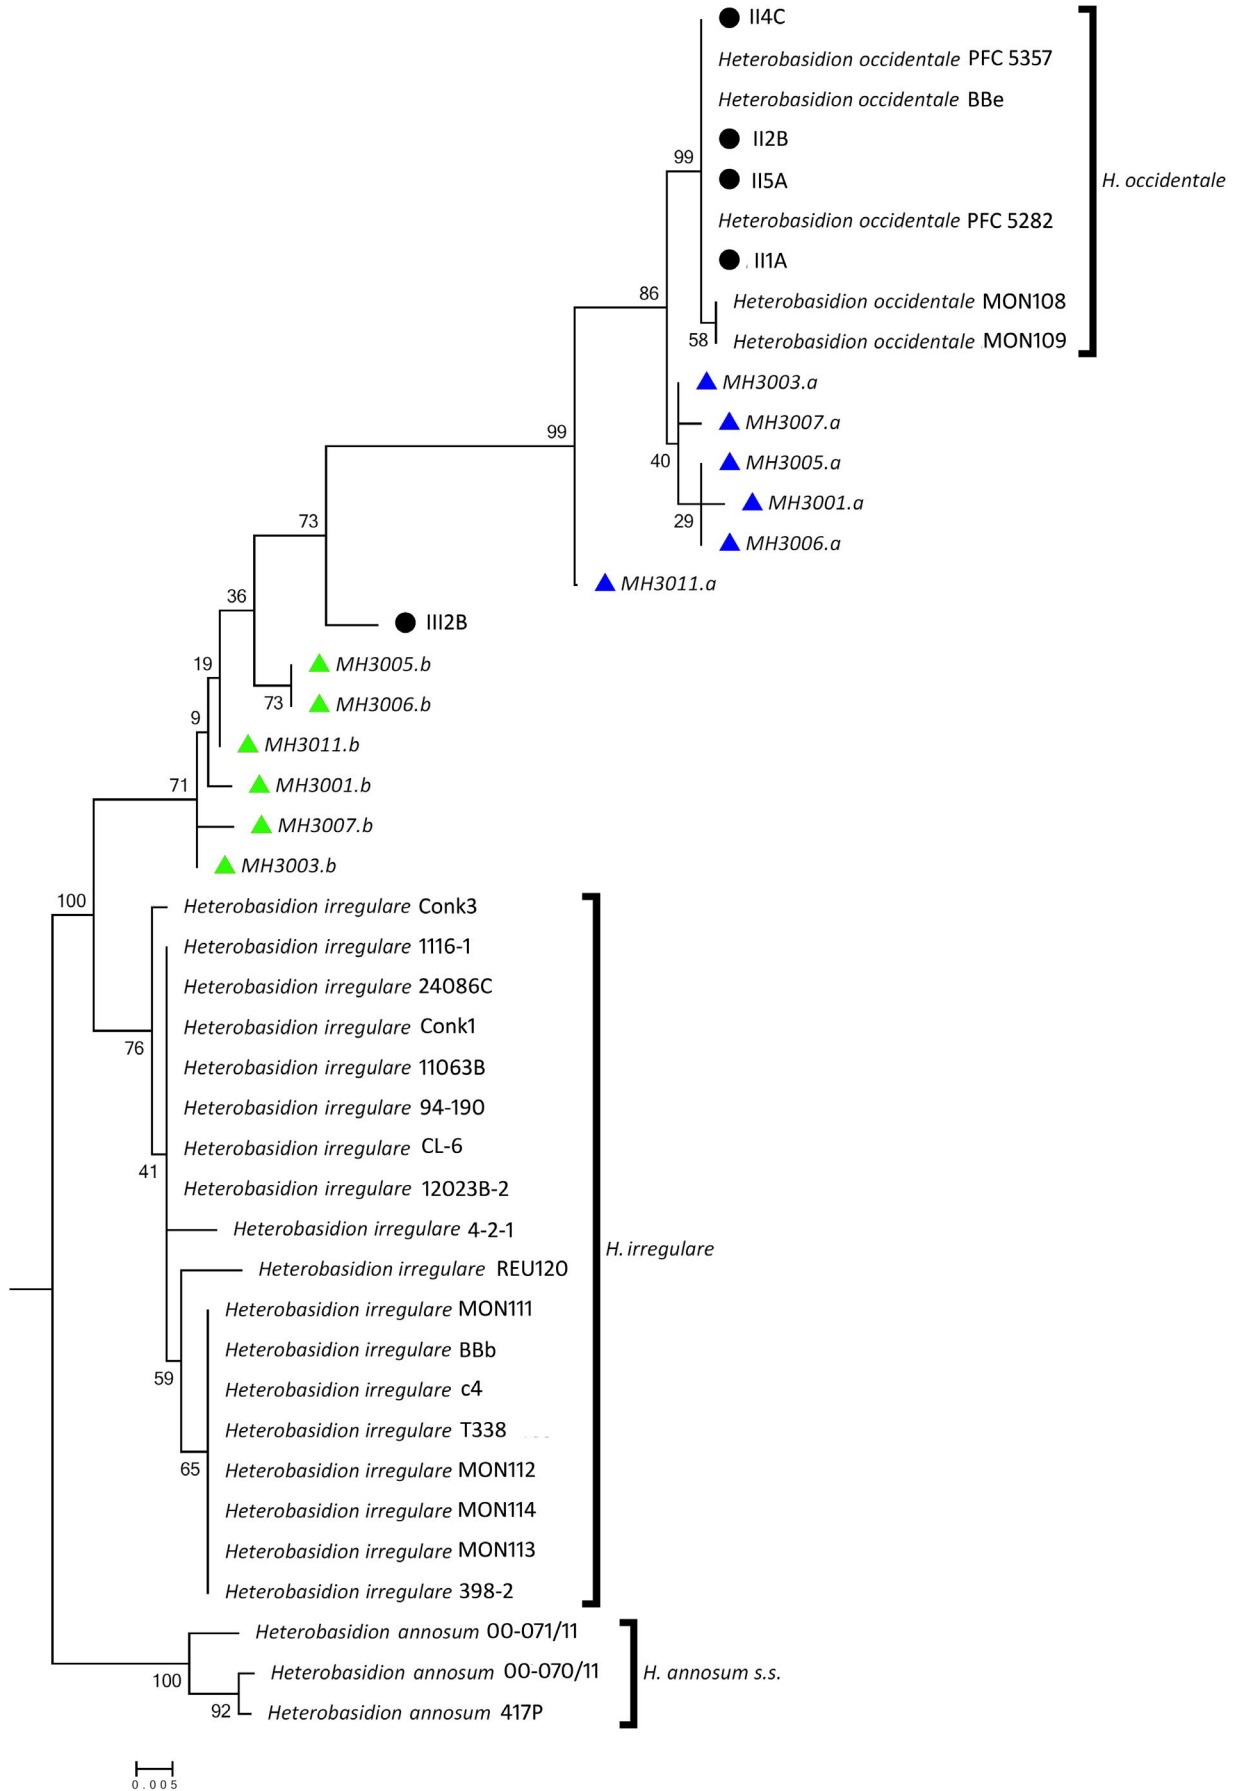 II4C
Heterobasidion occidentale PFC 5357
Heterobasidion occidentale BBe
II2B
99
II5A
H. occidentale
Heterobasidion occidentale PFC 5282
II1A
86
Heterobasidion occidentale MON108
58
Heterobasidion occidentale MON109
MH3003.a
MH3007.a
99
40
MH3005.a
MH3001.a
29
73
MH3006.a
MH3011.a
36
III2B
19
MH3005.b
73
MH3006.b
9
MH3011.b
71
MH3001.b
MH3007.b
MH3003.b
100
Heterobasidion irregulare Conk3
Heterobasidion irregulare 1116-1
Heterobasidion irregulare 24086C
Heterobasidion irregulare Conk1
76
Heterobasidion irregulare 11063B
Heterobasidion irregulare 94-190
Heterobasidion irregulare CL-6
41
Heterobasidion irregulare 12023B-2
Heterobasidion irregulare 4-2-1
H. irregulare
Heterobasidion irregulare REU120
Heterobasidion irregulare MON111
Heterobasidion irregulare BBb
59
Heterobasidion irregulare c4
Heterobasidion irregulare T338
65
Heterobasidion irregulare MON112
Heterobasidion irregulare MON114
Heterobasidion irregulare MON113
Heterobasidion irregulare 398-2
Heterobasidion annosum 00-071/11
100
Heterobasidion annosum 00-070/11
H. annosum s.s.
92
Heterobasidion annosum 417P
0.005